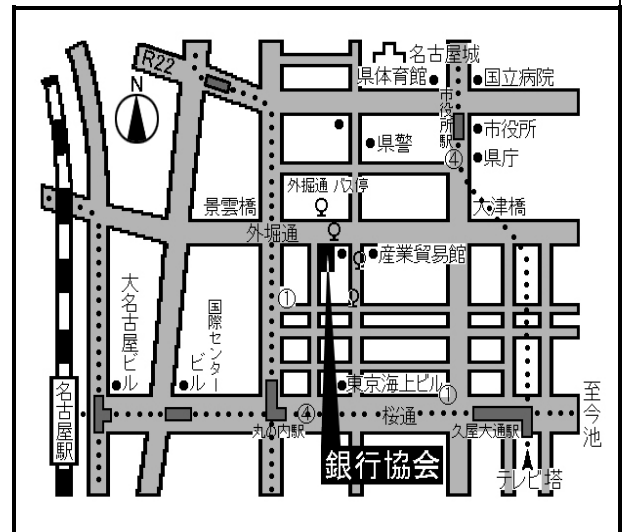 名古屋城
R22
県体育館
国立病院
N
市役所駅
市役所
県警
④
県庁
外掘通 バス停
景雲橋
大津橋
外堀通
産業貿易館
大名古屋ビル
国際センタービル
①
名古屋駅
東京海上ビル
①
至今池
④
桜通
丸の内駅
久屋大通駅
銀行協会
テレビ塔